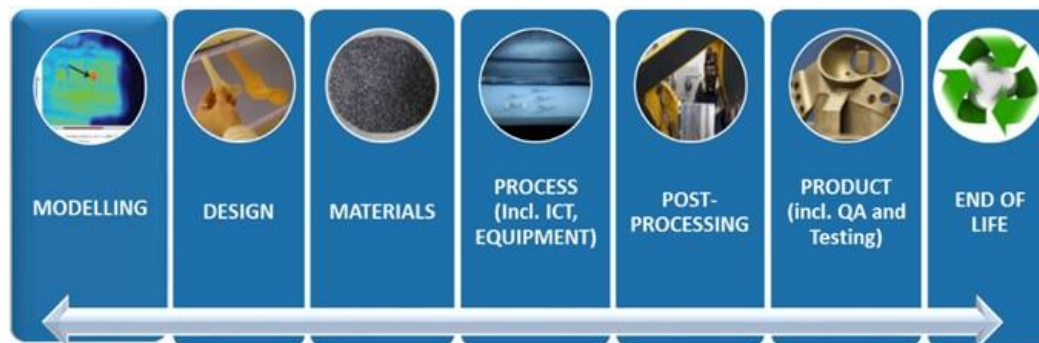 MODELLING
DESIGN
MATERIALS
PROCESS
(Incl. ICT,
EQUIPMENT)
POST-
PROCESSING
PRODUCT
(incl. QA and
Testing)
END OF
LIFE